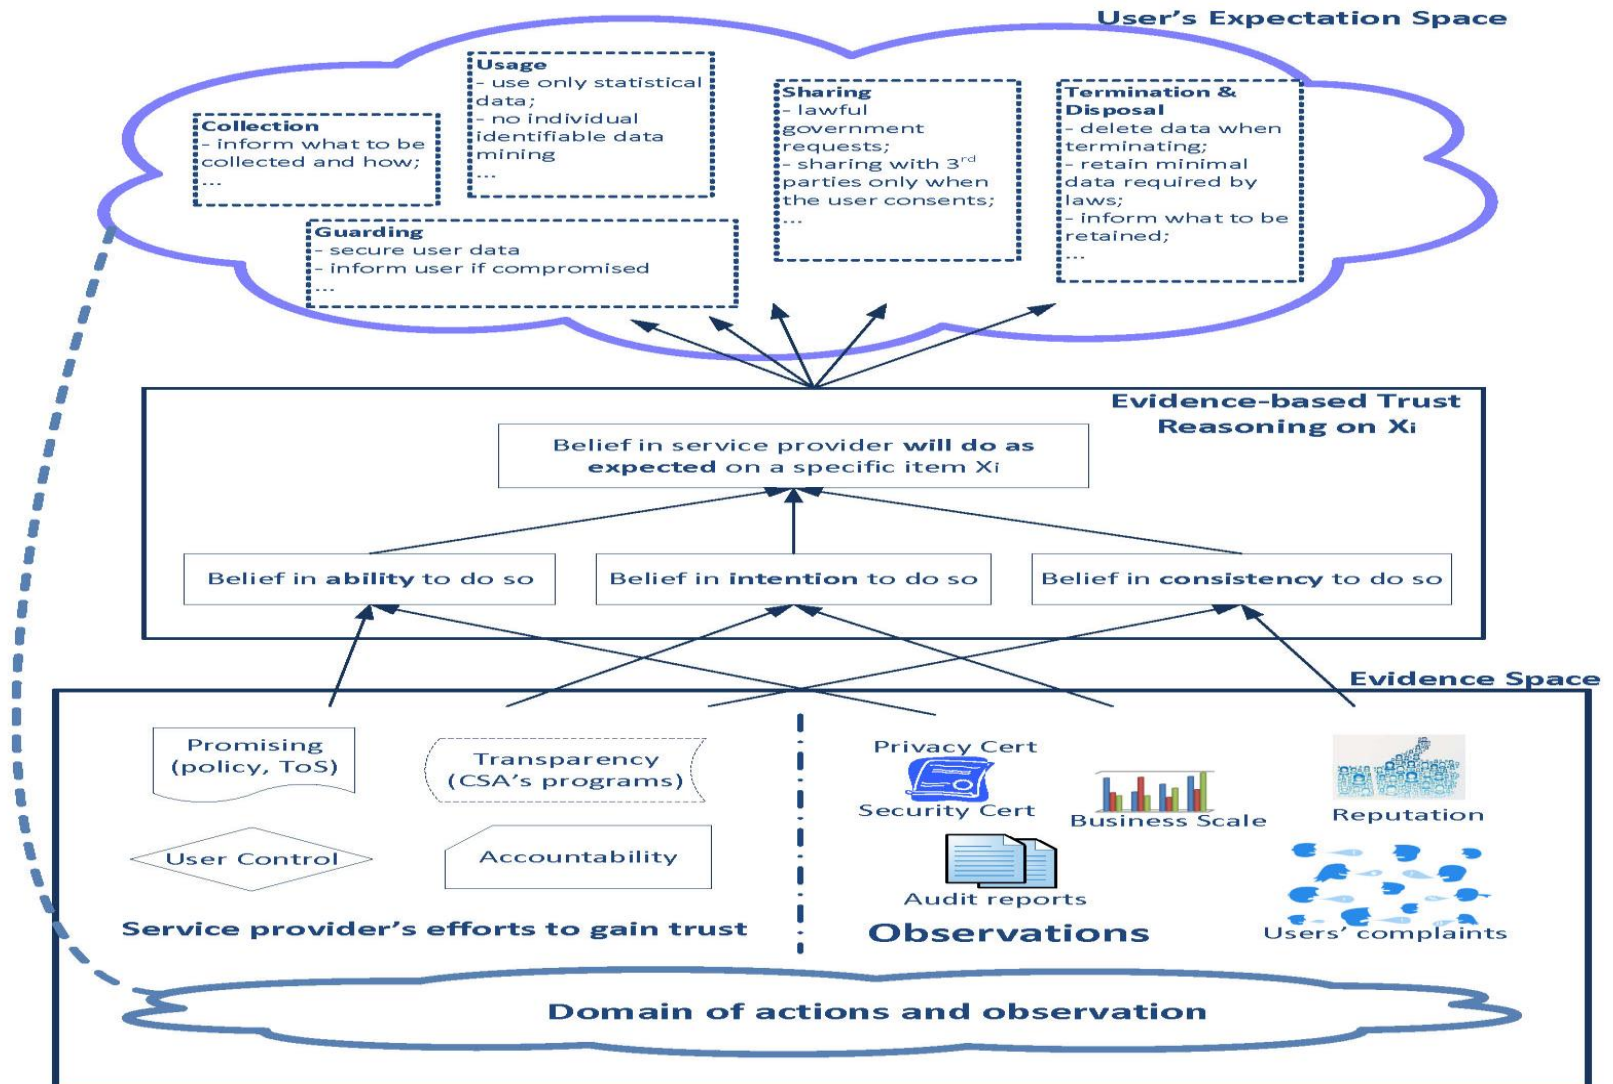 User's Expectation Space
Collection
- inform what to be
collected and how;
...
Usage
- use only statistical
data;
- no individual
identifiable data
mining
...
Sharing
- lawful
government
requests;
- sharing with 3rd
parties only when
the user consents;
...
Termination &
Disposal
- delete data when
terminating;
- retain minimal
data required by
laws;
- inform what to be
retained;
...
Guarding
- secure user data
- inform user if compromised
...
Evidence-based Trust
Reasoning on Xi
Belief in service provider will do as
expected on a specific item Xi
Belief in ability to do so
Belief in intention to do so
Belief in consistency to do so
Evidence Space
Promising
(policy, ToS)
Transparency
(CSA's programs)
User Control
Accountability
Service provider's efforts to gain trust
Privacy Cert
Security Cert
Business Scale
Reputation
Audit reports
Users' complaints
Observations
Domain of actions and observation